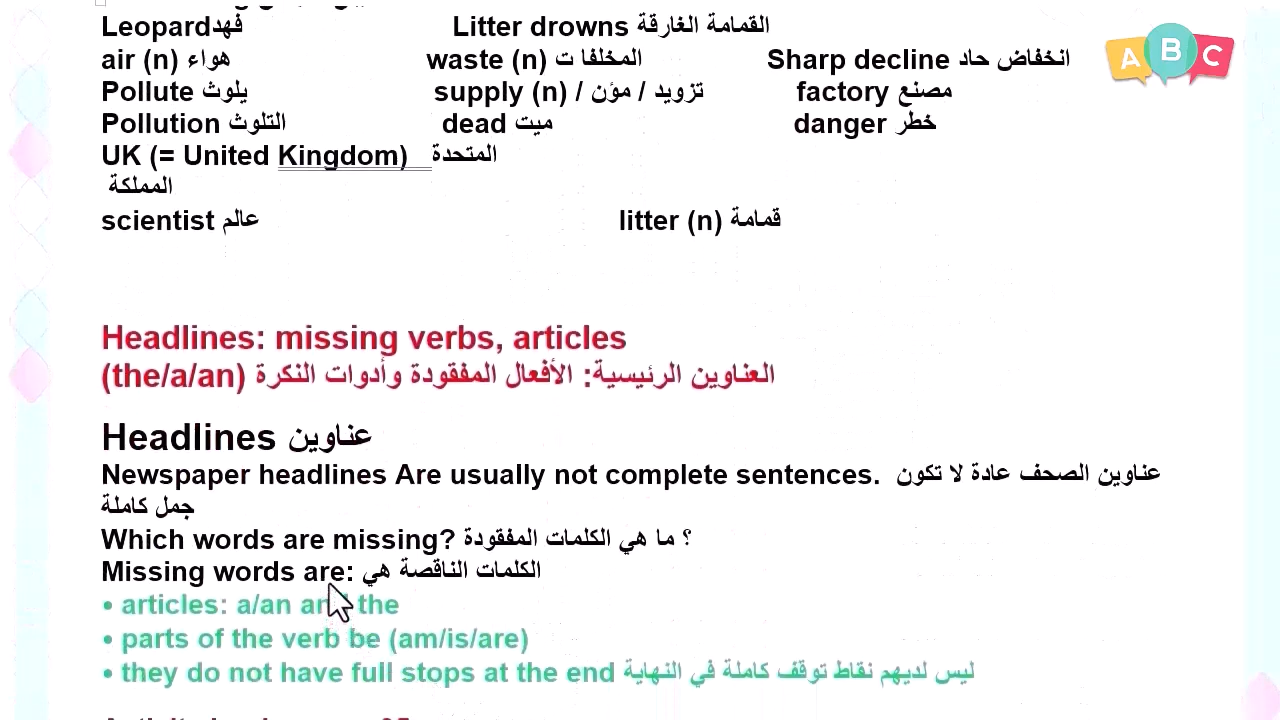 Leopard فهد Litter drowns القمامة الغارقة
A B C
air (n) هواء waste (n) المخلفا ت Sharp decline انخفاض حاد
Pollute يلوث supply (n) / تزويد / مؤن factory مصنع
Pollution التلوث dead ميت danger خطر
UK (= United Kingdom) المتحدة
المملكة
scientist عالم litter (n) قمامة
Headlines: missing verbs, articles
(the/a/an) العناوين الرئيسية: الأفعال المفقودة وأدوات النكرة
Headlines عناوين
Newspaper headlines Are usually not complete sentences. عناوين الصحف عادة لا تكون
جمل كاملة
Which words are missing? ما هي الكلمات المفقودة ؟
Missing words are: الكلمات الناقصة هي
• articles: a/an and the
• parts of the verb be (am/is/are)
• they do not have full stops at the end ليس لديهم نقاط توقف كاملة في النهاية